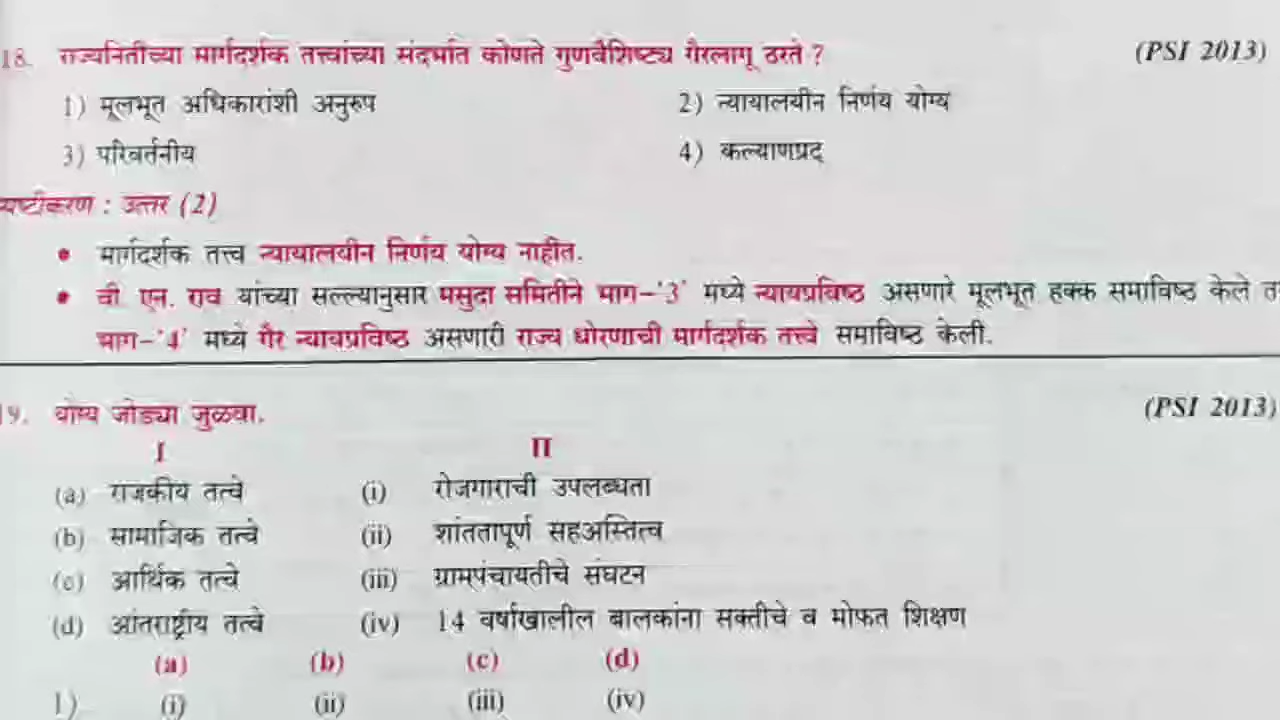 18. राज्यनितीच्या मार्गदर्शक तत्त्वांच्या संदर्भात कोणते गुणवैशिष्ट्य गैरलागू ठरते ? (PSI 2013)
1) मूलभूत अधिकारांशी अनुरुप 2) न्यायालयीन निर्णय योग्य
3) परिवर्तनीय 4) कल्याणप्रद्
स्पष्टीकरण : उत्तर (2)
• मार्गदर्शक तत्त्व न्यायालयीन निर्णय योग्य नाहीत.
• बी. एन. राव यांच्या सल्ल्यानुसार मसुदा समितीने भाग-'3' मध्ये न्यायप्रविष्ठ असणारे मूलभूत हक्क समाविष्ठ केले
भाग-'4' मध्ये गैर न्यायप्रविष्ठ असणारी राज्य धोरणाची मार्गदर्शक तत्त्वे समाविष्ठ केली.
19. योग्य जोड्या जुळवा. (PSI 2013)
I II
(a) राजकीय तत्वे (i) रोजगाराची उपलब्धता
(b) सामाजिक तत्वे (ii) शांततापूर्ण सहअस्तित्व
(c) आर्थिक तत्वे (iii) ग्रामपंचायतीचे संघटन
(d) आंतराष्ट्रीय तत्वे (iv) 14 वर्षाखालील बालकांना सक्तीचे व मोफत शिक्षण
(a) (b) (c) (d)
1) (i) (ii) (iii) (iv)